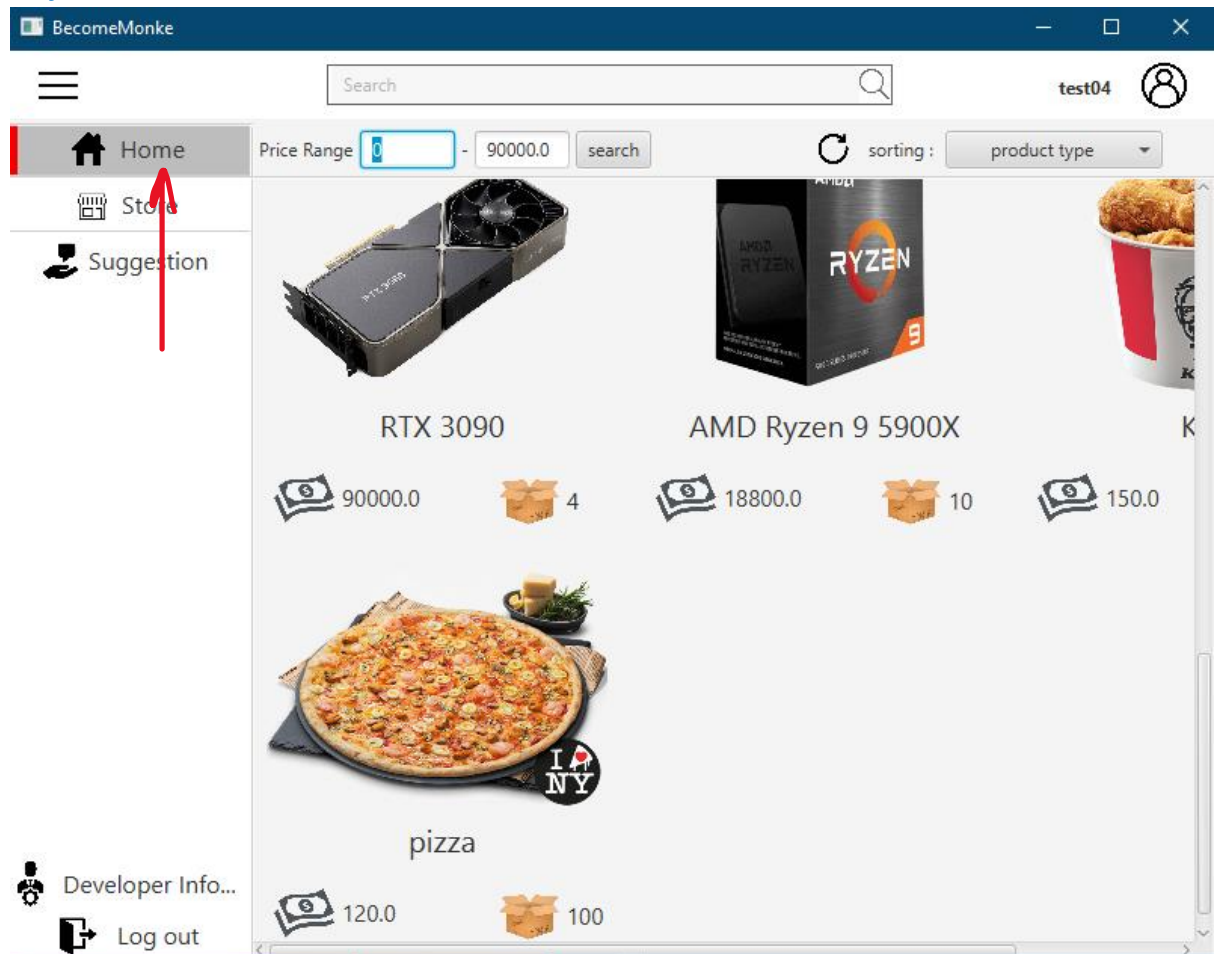 BecomeMonke
Search
test04
Home
Price Range 0 - 90000.0 search
sorting : product type
Store
Suggestion
RTX 3090
RYZEN
9
RTX 3090
AMD Ryzen 9 5900X
K
90000.0
4
18800.0
10
150.0
I
NY
pizza
120.0
100
Developer Info...
Log out